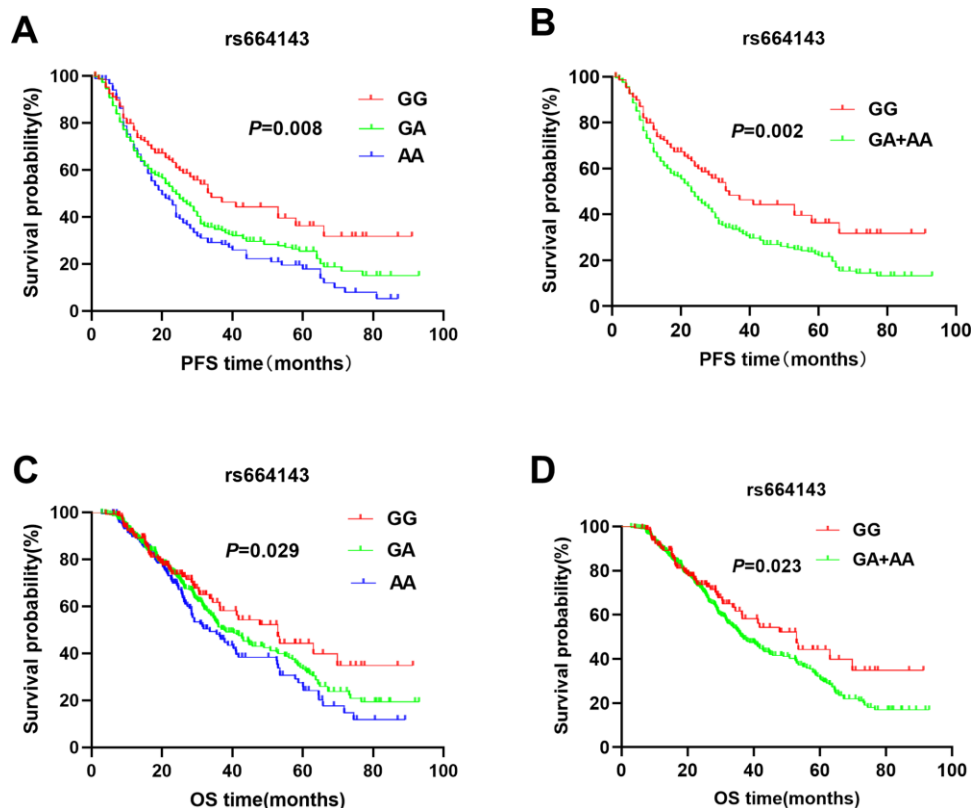 A
rs664143
Survival probability(%)
100
80
60
40
20
0
P=0.008
GG
GA
AA
0 20 40 60 80 100
PFS time(months)
B
rs664143
Survival probability(%)
100
80
60
40
20
0
P=0.002
GG
GA+AA
0 20 40 60 80 100
PFS time(months)
C
rs664143
Survival probability(%)
100
80
60
40
20
0
P=0.029
GG
GA
AA
0 20 40 60 80 100
OS time(months)
D
rs664143
Survival probability(%)
100
80
60
40
20
0
P=0.023
GG
GA+AA
0 20 40 60 80 100
OS time(months)